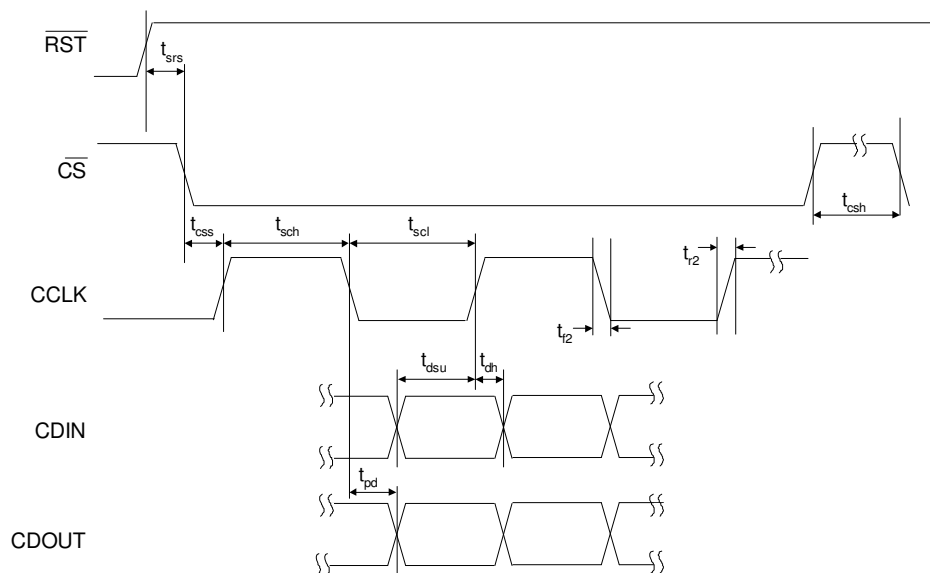 RST
t_srs
CS
t_css
t_sch
t_scl
t_csh
t_r2
CCLK
t_f2
t_dsu
t_dh
CDIN
t_pd
CDOUT